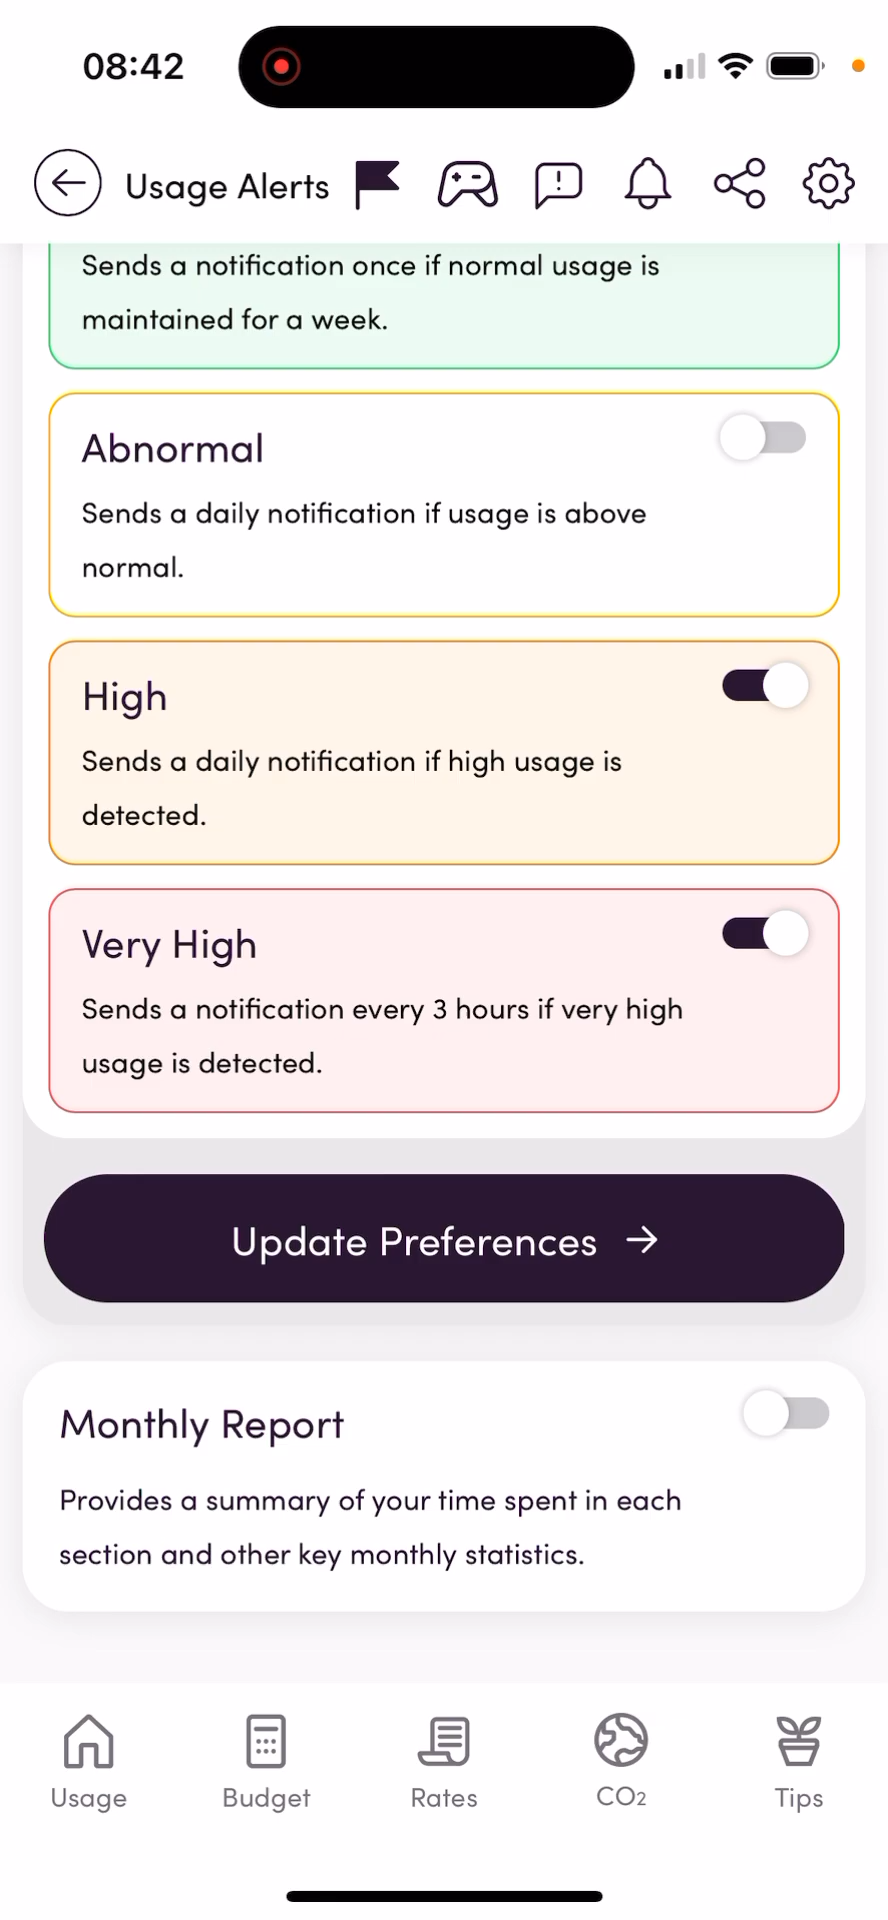 08:42
Usage Alerts
Sends a notification once if normal usage is
maintained for a week.
Abnormal
Sends a daily notification if usage is above
normal.
High
Sends a daily notification if high usage is
detected.
Very High
Sends a notification every 3 hours if very high
usage is detected.
Update Preferences →
Monthly Report
Provides a summary of your time spent in each
section and other key monthly statistics.
Usage Budget Rates CO2 Tips